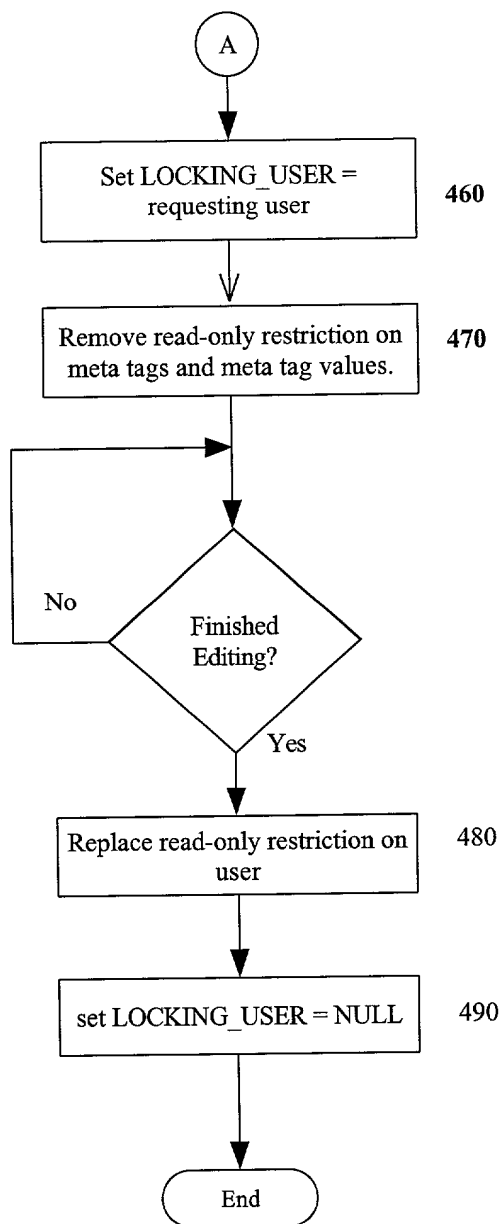 A
Set LOCKING_USER =
requesting user
460
Remove read-only restriction on
meta tags and meta tag values.
470
No
Finished
Editing?
Yes
Replace read-only restriction on
user
480
set LOCKING_USER = NULL
490
End